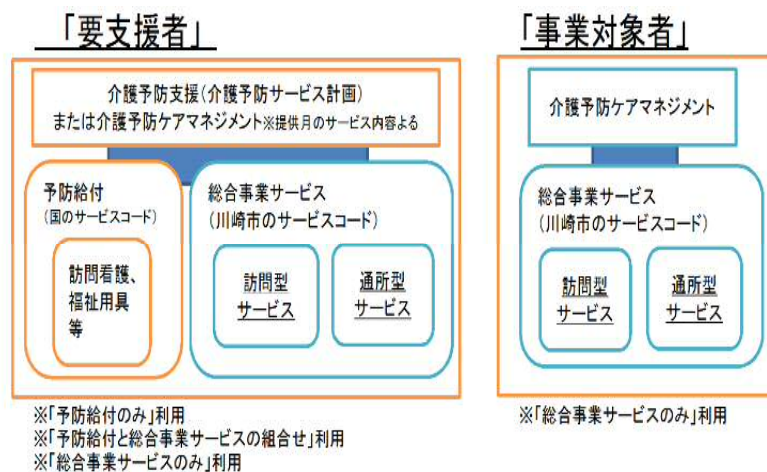 「要支援者」
介護予防支援(介護予防サービス計画)
または介護予防ケアマネジメント※提供月のサービス内容よる
予防給付
(国のサービスコード)
訪問看護、
福祉用具
等
総合事業サービス
(川崎市のサービスコード)
訪問型
サービス
通所型
サービス
※「予防給付のみ」利用
※「予防給付と総合事業サービスの組合せ」利用
※「総合事業サービスのみ」利用
「事業対象者」
介護予防ケアマネジメント
総合事業サービス
(川崎市のサービスコード)
訪問型
サービス
通所型
サービス
※「総合事業サービスのみ」利用